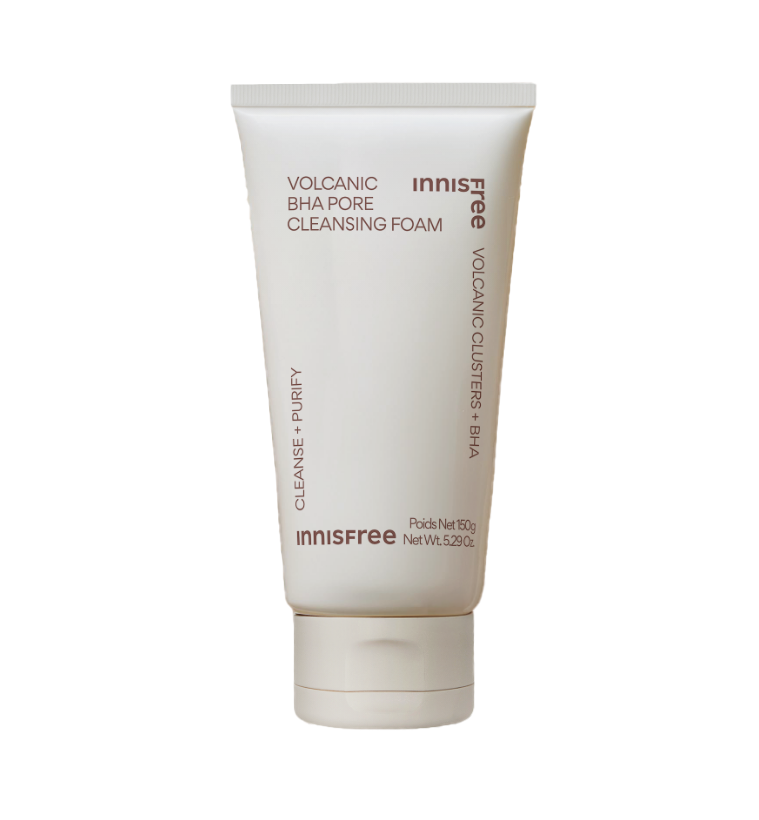 VOLCANIC
BHA PORE
CLEANSING FOAM
innisFree
VOLCANIC CLUSTERS + BHA
CLEANSE + PURIFY
innisFree
Poids Net 150g
Net Wt. 5.29 Oz.